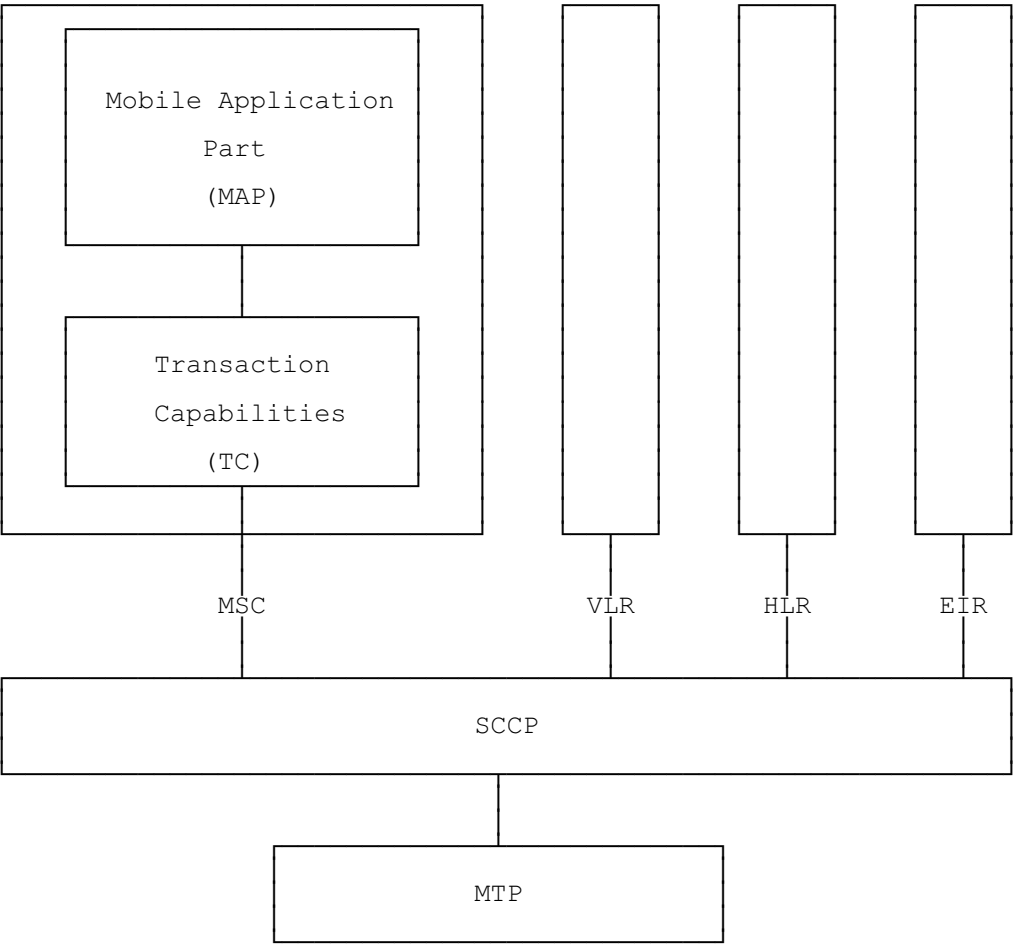 Mobile Application
Part
(MAP)
Transaction
Capabilities
(TC)
MSC
VLR
HLR
EIR
SCCP
MTP